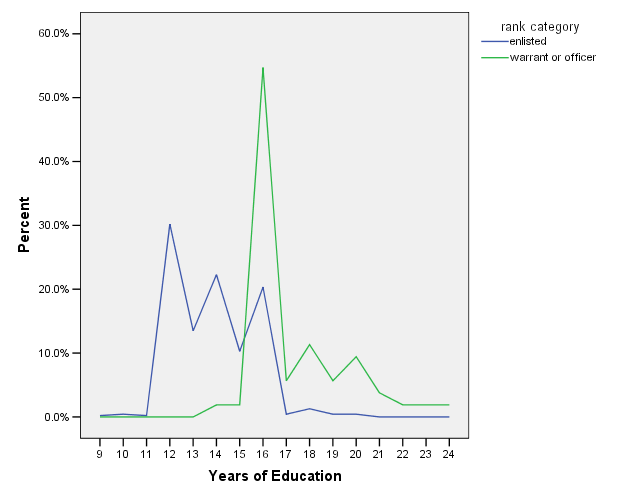 rank category
enlisted
warrant or officer
60.0%
50.0%
40.0%
30.0%
20.0%
10.0%
0.0%
Percent
9 10 11 12 13 14 15 16 17 18 19 20 21 22 23 24
Years of Education